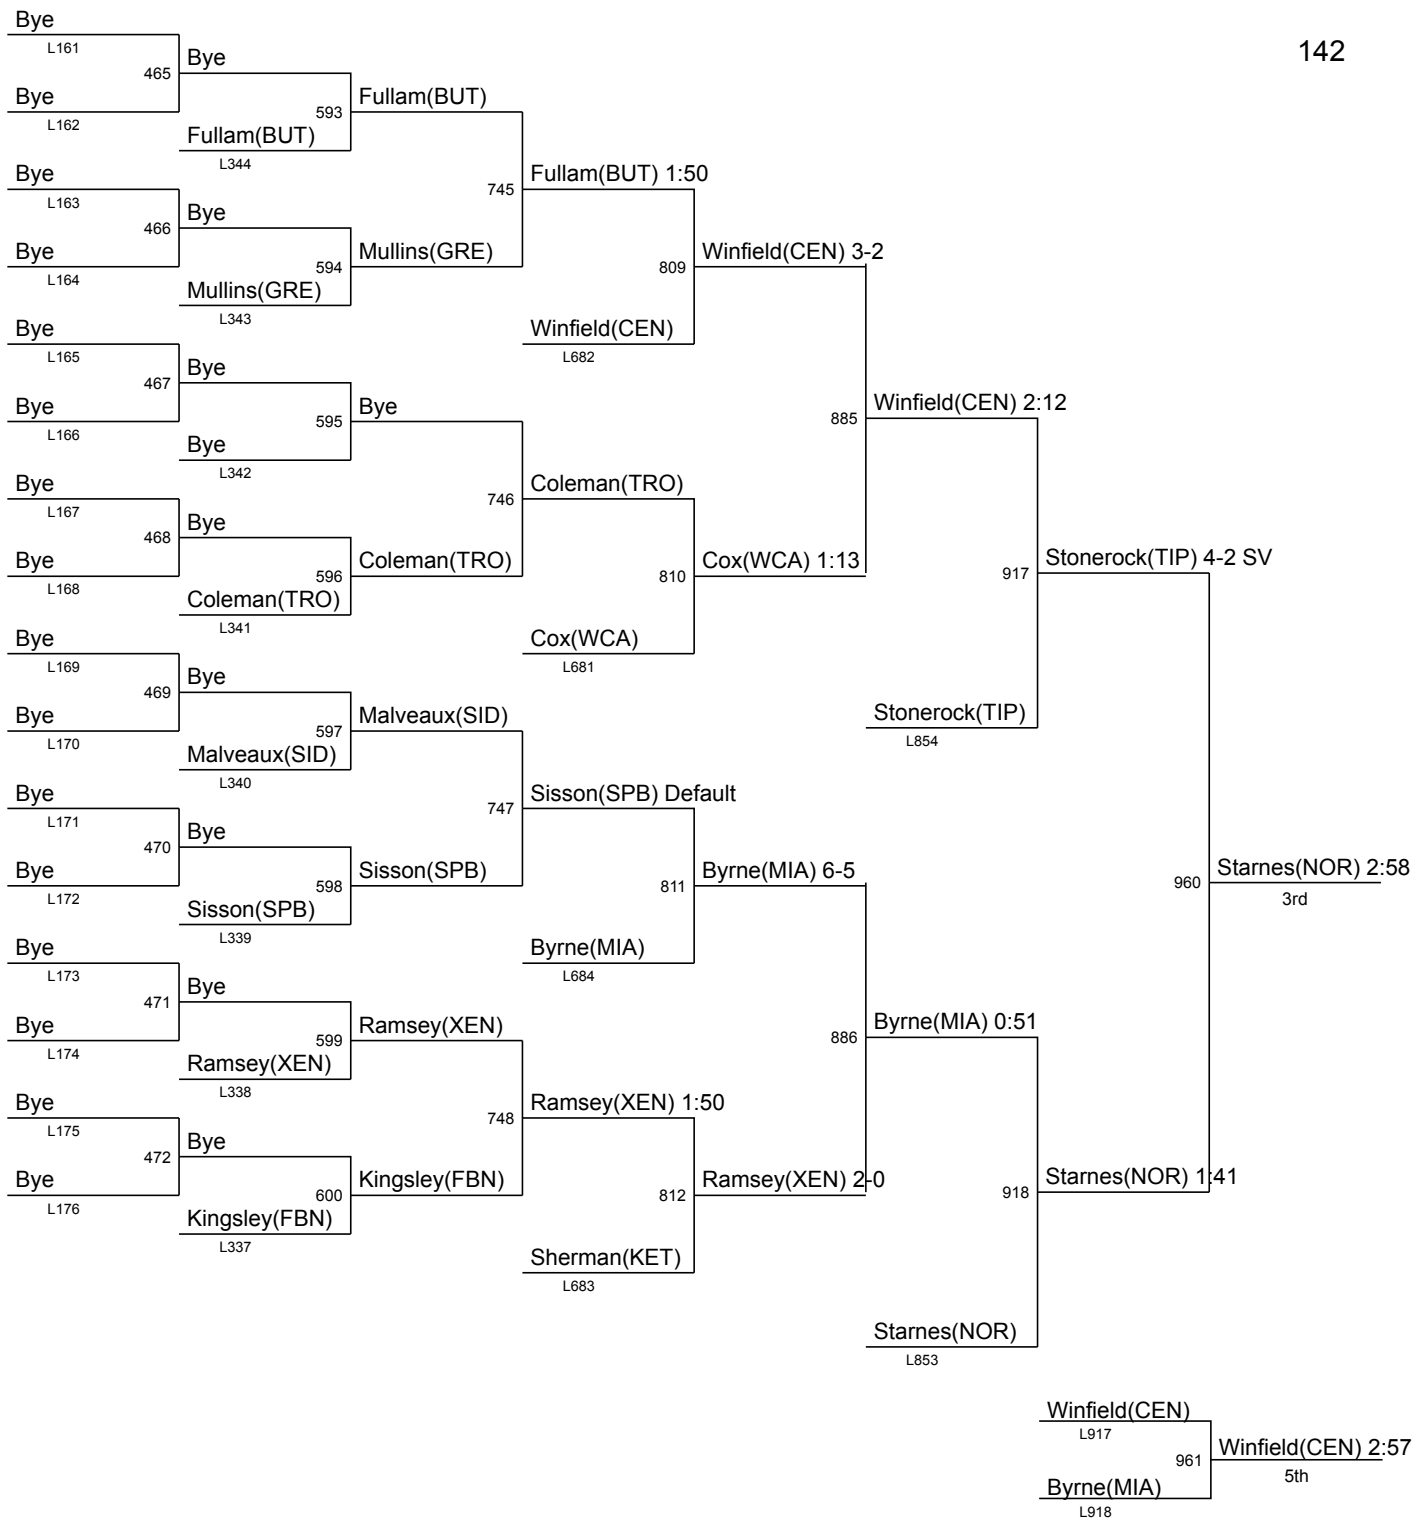 Bye
L161
142
Bye
465
Bye
Fullam(BUT)
593
L162
Fullam(BUT)
L344
Bye
Fullam(BUT) 1:50
745
L163
Bye
466
Bye
Mullins(GRE)
Winfield(CEN) 3-2
594
809
L164
Mullins(GRE)
L343
Bye
Winfield(CEN)
L165
L682
Bye
467
Bye
Bye
Winfield(CEN) 2:12
595
885
L166
Bye
L342
Bye
Coleman(TRO)
746
L167
Bye
468
Bye
Coleman(TRO)
Cox(WCA) 1:13
Stonerock(TIP) 4-2 SV
596
810
917
L168
Coleman(TRO)
L341
Bye
Cox(WCA)
L169
L681
Bye
469
Bye
Malveaux(SID)
Stonerock(TIP)
597
L170
L854
Malveaux(SID)
L340
Bye
Sisson(SPB) Default
747
L171
Bye
470
Bye
Sisson(SPB)
Byrne(MIA) 6-5
Starnes(NOR) 2:58
598
811
960
L172
3rd
Sisson(SPB)
L339
Bye
Byrne(MIA)
L173
L684
Bye
471
Bye
Ramsey(XEN)
Byrne(MIA) 0:51
599
886
L174
Ramsey(XEN)
L338
Bye
Ramsey(XEN) 1:50
748
L175
Bye
472
Bye
Kingsley(FBN)
Ramsey(XEN) 2-0
Starnes(NOR) 1:41
600
812
918
L176
Kingsley(FBN)
L337
Sherman(KET)
L683
Starnes(NOR)
L853
Winfield(CEN)
L917
Winfield(CEN) 2:57
961
5th
Byrne(MIA)
L918